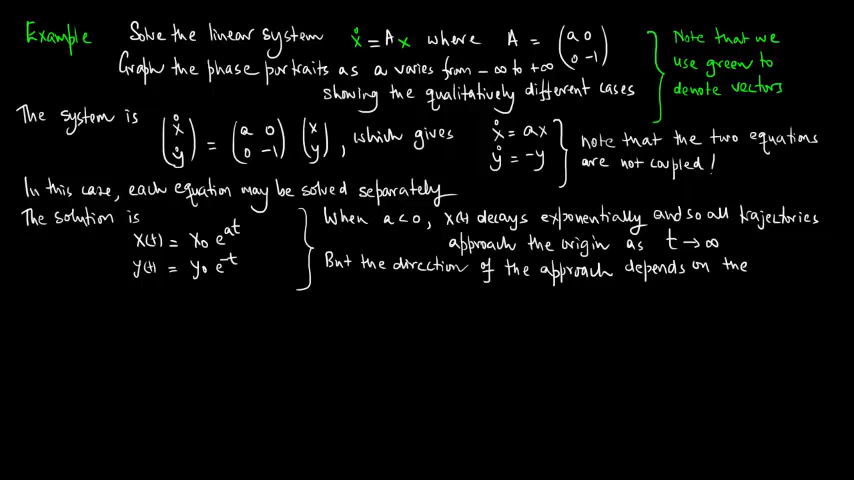 Example Solve the linear system ẋ = A x where A = (a 0
0 -1)
Graph the phase portraits as a varies from -∞ to +∞
showing the qualitatively different cases
Note that we
use green to
denote vectors
The system is (ẋ
ẏ) = (a 0
0 -1) (x
y), which gives ẋ = ax
ẏ = -y
note that the two equations
are not coupled!
In this case, each equation may be solved separately
The solution is
x(t) = x₀ e^{at}
y(t) = y₀ e^{-t}
When a < 0, x(t) decays exponentially and so all trajectories
approach the origin as t → ∞
But the direction of the approach depends on the